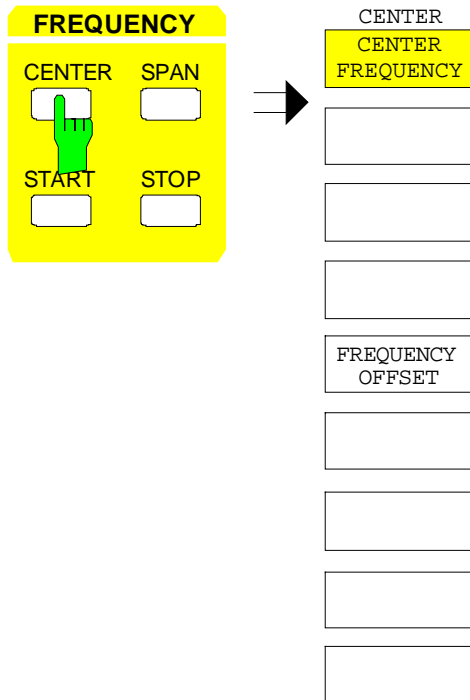 FREQUENCY
CENTER SPAN
START STOP
CENTER
CENTER
FREQUENCY
FREQUENCY
OFFSET